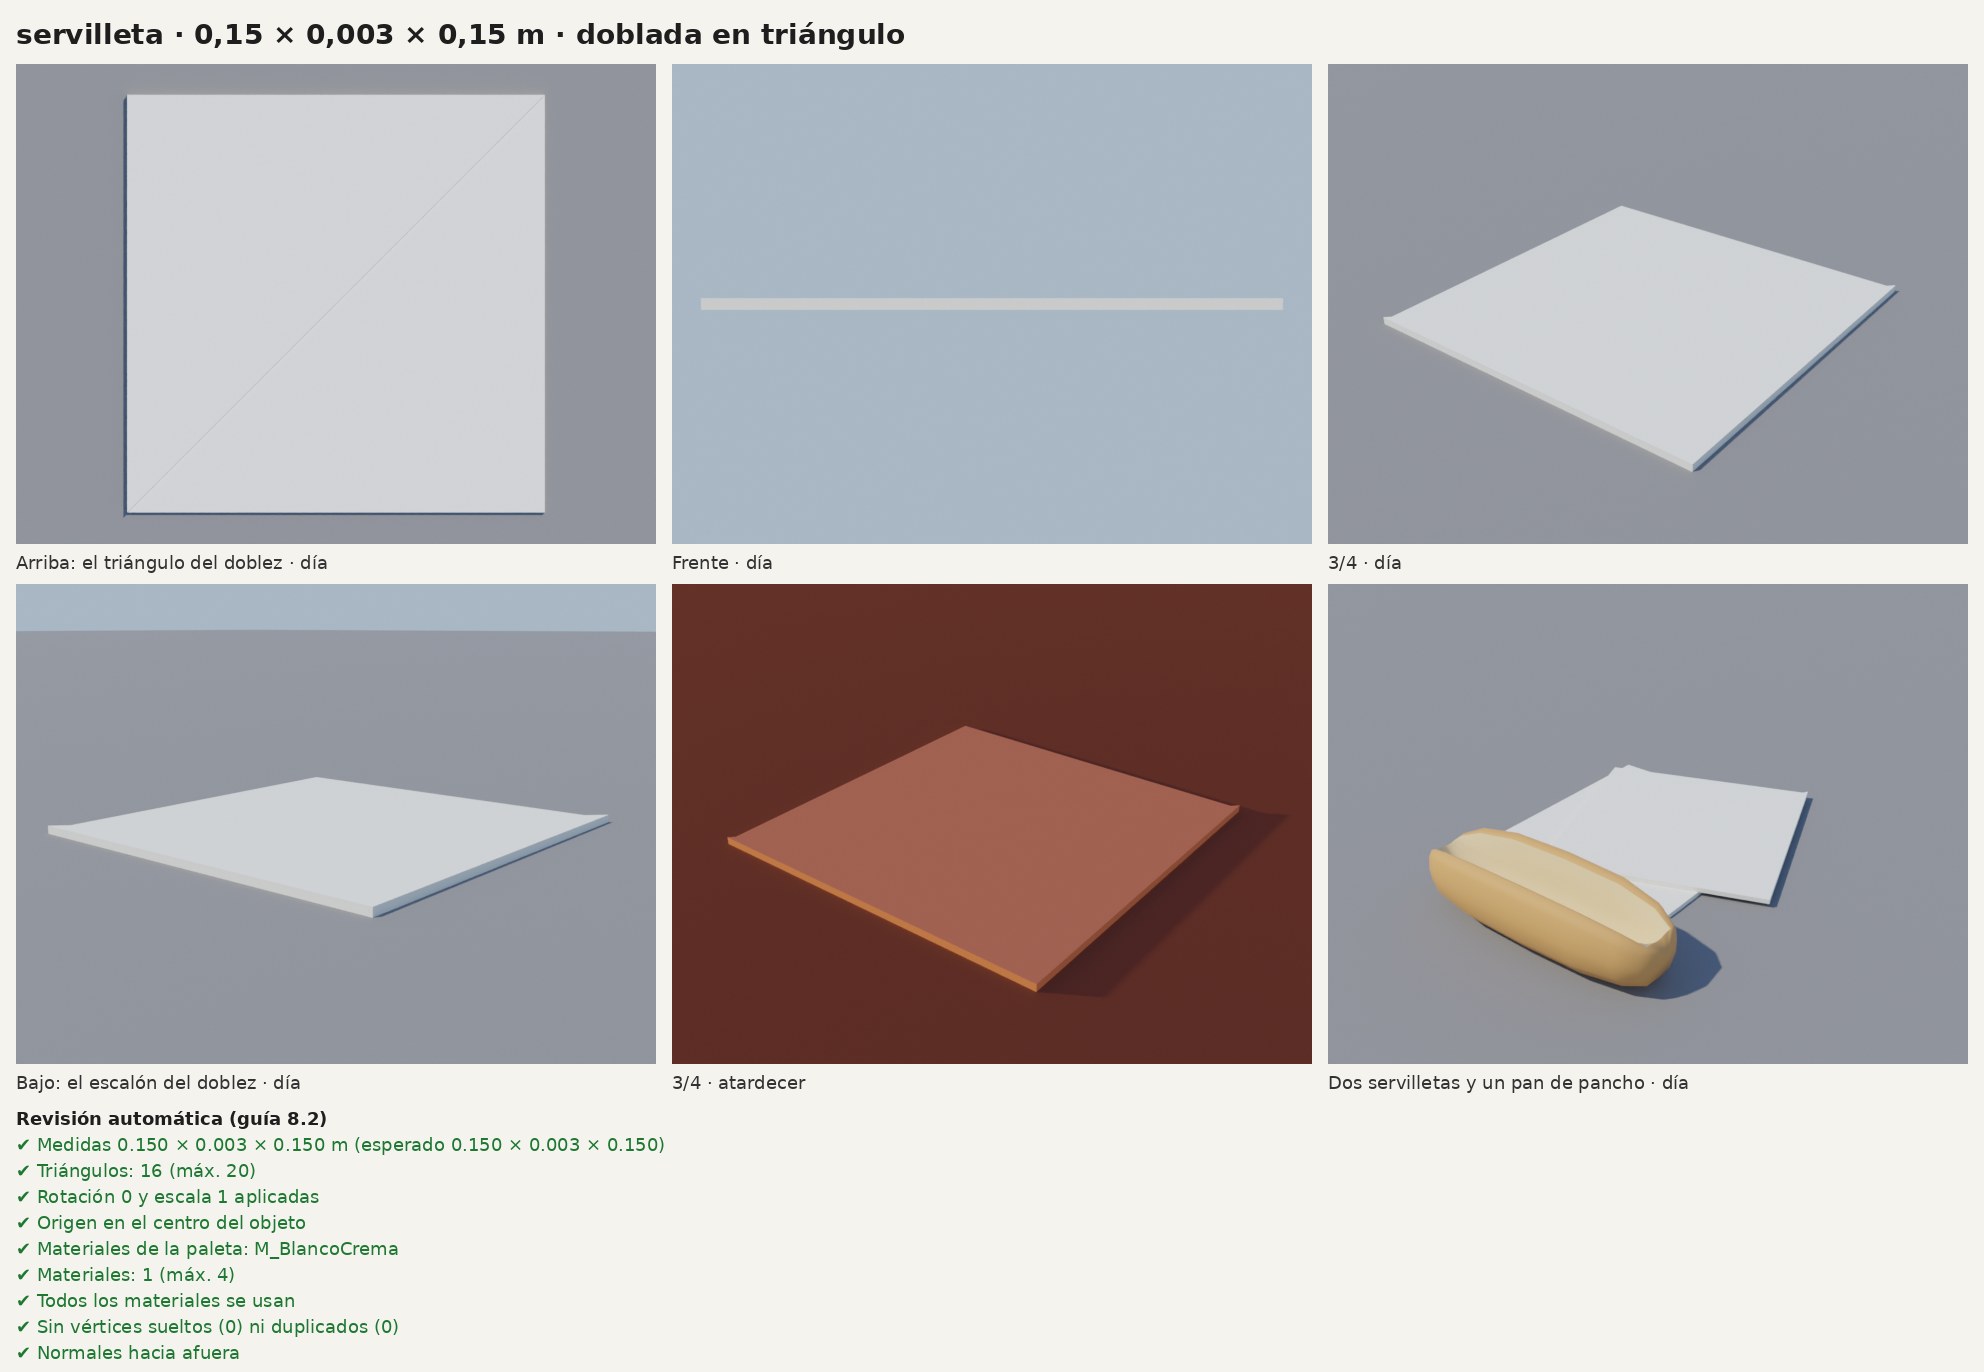 servilleta · 0,15 × 0,003 × 0,15 m · doblada en triángulo
Arriba: el triángulo del doblez · día
Frente · día
3/4 · día
Bajo: el escalón del doblez · día
3/4 · atardecer
Dos servilletas y un pan de pancho · día
Revisión automática (guía 8.2)
✔ Medidas 0.150 × 0.003 × 0.150 m (esperado 0.150 × 0.003 × 0.150)
✔ Triángulos: 16 (máx. 20)
✔ Rotación 0 y escala 1 aplicadas
✔ Origen en el centro del objeto
✔ Materiales de la paleta: M_BlancoCrema
✔ Materiales: 1 (máx. 4)
✔ Todos los materiales se usan
✔ Sin vértices sueltos (0) ni duplicados (0)
✔ Normales hacia afuera